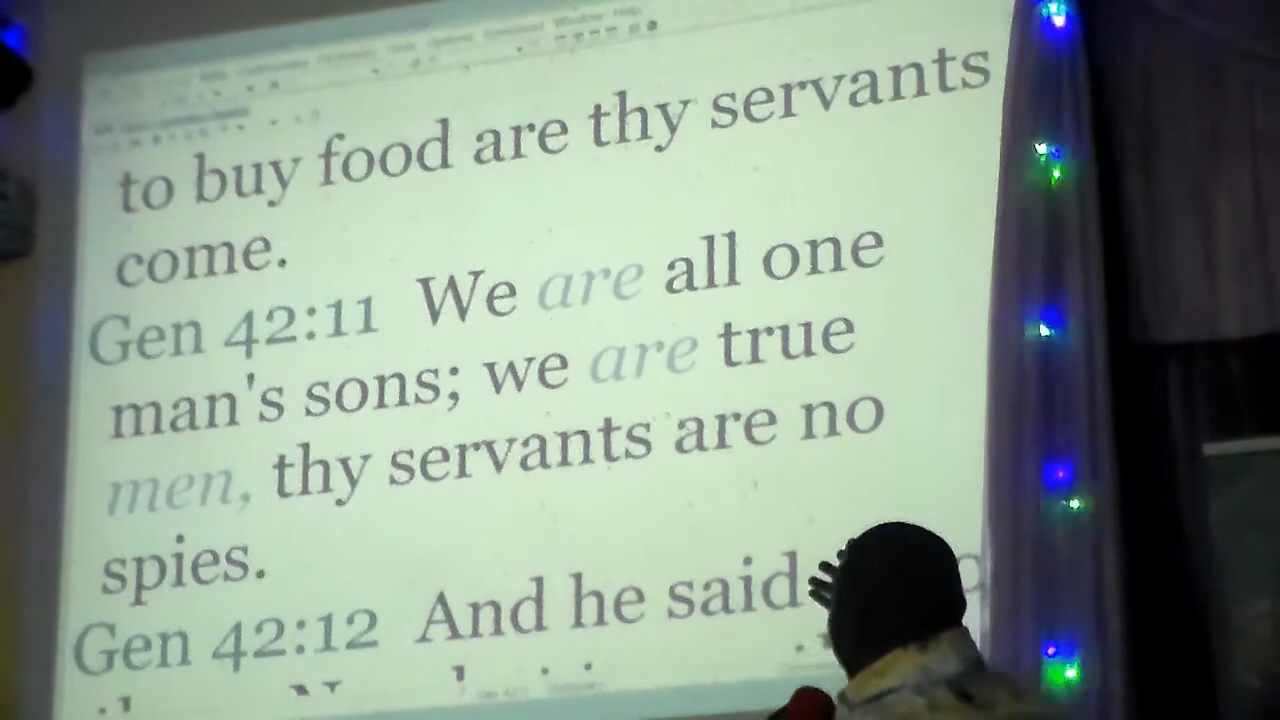 to buy food are thy servants
come.
Gen 42:11 We are all one
man's sons; we are true
men, thy servants are no
spies.
Gen 42:12 And he said